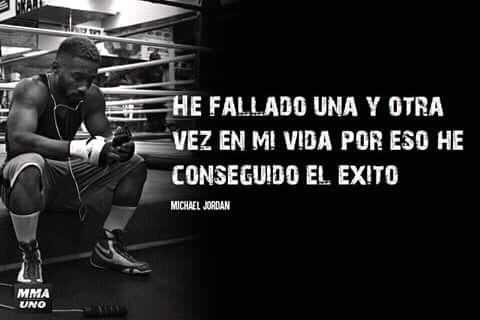 HE FALLADO UNA Y OTRA
VEZ EN MI VIDA POR ESO HE
CONSEGUIDO EL EXITO
MICHAEL JORDAN
MMA
UNO